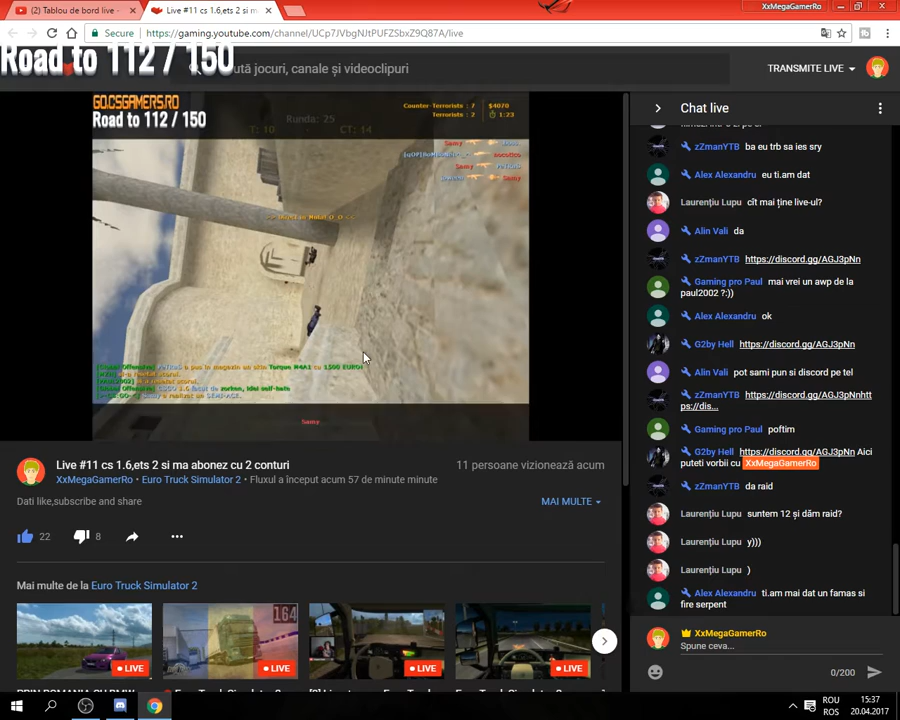 (2) Tablou de bord live -
Live #11 cs 1.6,ets 2 si m
XxMegaGamerRo
Secure
https://gaming.youtube.com/channel/UCp7JVbgNJtPUFZSbxZ9Q87A/live
Road to 112 / 150
ută jocuri, canale și videoclipuri
TRANSMITE LIVE
GO.CSGAMERS.RO
Road to 112 / 150
Runda: 25
T: 10 - CT: 14
Counter-Terrorists : 7 $4070
Terrorists : 2 1:23
Samy
Samy
Samy
Samy
Live #11 cs 1.6,ets 2 si ma abonez cu 2 conturi
11 persoane vizionează acum
XxMegaGamerRo • Euro Truck Simulator 2 • Fluxul a început acum 57 de minute minute
Dati like,subscribe and share
MAI MULTE
22
8
Mai multe de la Euro Truck Simulator 2
164
LIVE
LIVE
LIVE
LIVE
Chat live
zZmanYTB ba eu trb sa ies sry
Alex Alexandru eu ti.am dat
Laurențiu Lupu cît mai ține live-ul?
Alin Vali da
zZmanYTB https://discord.gg/AGJ3pNn
Gaming pro Paul mai vrei un awp de la
paul2002 ?:))
Alex Alexandru ok
G2by Hell https://discord.gg/AGJ3pNn
Alin Vali pot sami pun si discord pe tel
zZmanYTB https://discord.gg/AGJ3pNnhtt
ps://dis...
Gaming pro Paul poftim
G2by Hell https://discord.gg/AGJ3pNn Aici
puteti vorbii cu XxMegaGamerRo
zZmanYTB da raid
Laurențiu Lupu suntem 12 și dăm raid?
Laurențiu Lupu y)))
Laurențiu Lupu )
Alex Alexandru ti.am mai dat un famas si
fire serpent
XxMegaGamerRo
Spune ceva...
0/200
ROU
ROS
15:37
20.04.2017